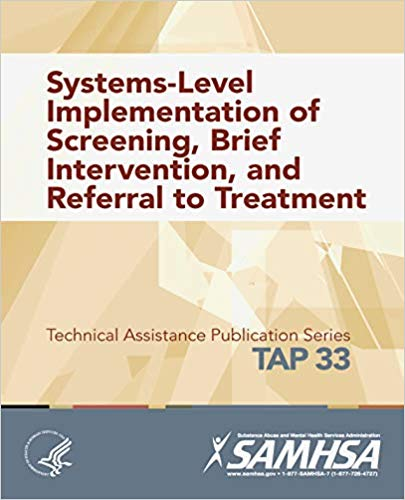 Systems-Level
Implementation of
Screening, Brief
Intervention, and
Referral to Treatment
Technical Assistance Publication Series
TAP 33
Substance Abuse and Mental Health Services Administration
SAMHSA
www.samhsa.gov • 1-877-SAMHSA-7 (1-877-726-4727)